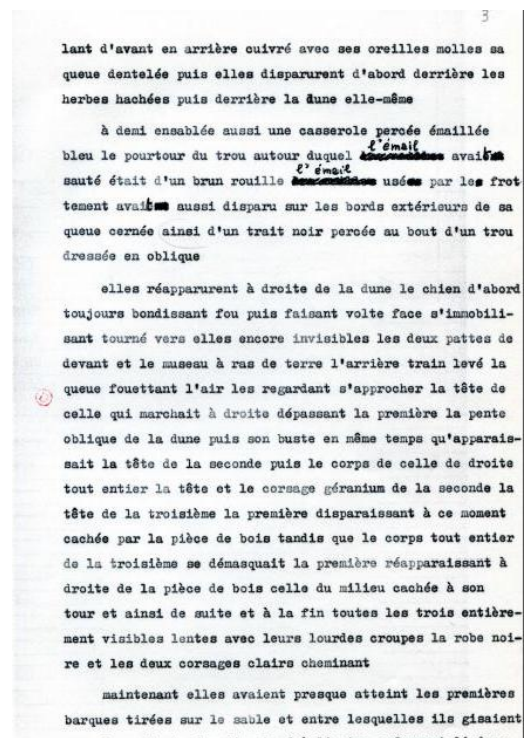 3
lant d'avant en arrière cuivré avec ses oreilles molles sa
queue dentelée puis elles disparurent d'abord derrière les
herbes hachées puis derrière la dune elle-même
à demi ensablée aussi une casserole percée émaillée
l'émail
bleu le pourtour du trou autour duquel avait
l'émail
sauté était d'un brun rouille usé par le frot
tement avait aussi disparu sur les bords extérieurs de sa
queue cernée ainsi d'un trait noir percée au bout d'un trou
dressée en oblique
elles réapparurent à droite de la dune le chien d'abord
toujours bondissant fou puis faisant volte face s'immobili-
sant tourné vers elles encore invisibles les deux pattes de
devant et le museau à ras de terre l'arrière train levé la
queue fouettant l'air les regardant s'approcher la tête de
celle qui marchait à droite dépassant la première la pente
oblique de la dune puis son buste en même temps qu'apparais-
sait la tête de la seconde puis le corps de celle de droite
tout entier la tête et le corsage géranium de la seconde la
tête de la troisième la première disparaissant à ce moment
cachée par la pièce de bois tandis que le corps tout entier
de la troisième se démasquait la première réapparaissant à
droite de la pièce de bois celle du milieu cachée à son
tour et ainsi de suite et à la fin toutes les trois entière-
ment visibles lentes avec leurs lourdes croupes la robe noi-
re et les deux corsages clairs cheminant
maintenant elles avaient presque atteint les premières
barques tirées sur le sable et entre lesquelles ils gisaient